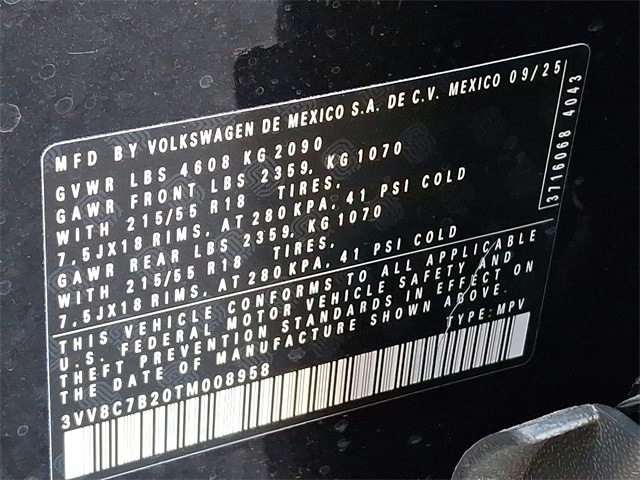 MFD BY VOLKSWAGEN DE MEXICO S.A. DE C.V. MEXICO 09/25
GVWR LBS 4608 KG 2090
GAWR FRONT LBS 2359, KG 1070
WITH 215/55 R18 TIRES,
7,5JX18 RIMS, AT 280 KPA, 41 PSI COLD
GAWR REAR LBS 2359, KG 1070
WITH 215/55 R18 TIRES,
7,5JX18 RIMS, AT 280 KPA, 41 PSI COLD
THIS VEHICLE CONFORMS TO ALL APPLICABLE
U.S. FEDERAL MOTOR VEHICLE SAFETY AND
THEFT PREVENTION STANDARDS IN EFFECT ON
THE DATE OF MANUFACTURE SHOWN ABOVE.
3VV8C7B20TM008958 TYPE: MPV
3716068 4043